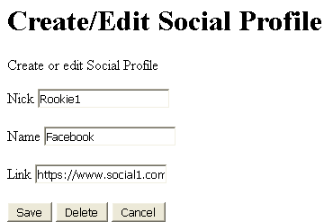 Create/Edit Social Profile
Create or edit Social Profile
Nick Rookie1
Name Facebook
Link https://www.social1.com
Save Delete Cancel